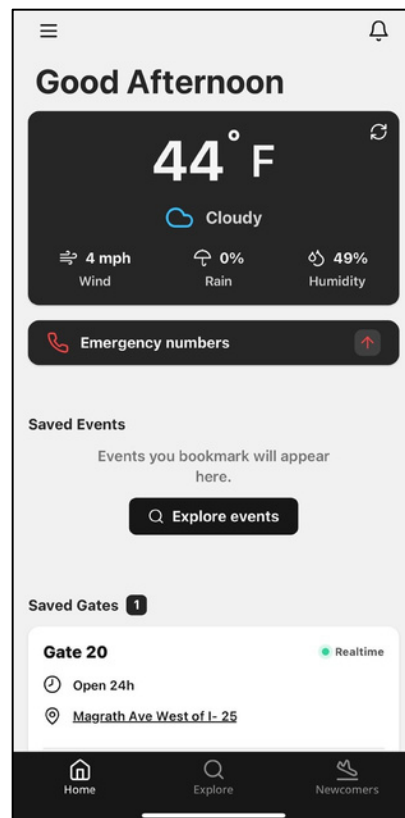 Good Afternoon
44° F
Cloudy
4 mph 0% 49%
Wind Rain Humidity
Emergency numbers
Saved Events
Events you bookmark will appear
here.
Explore events
Saved Gates 1
Gate 20 Realtime
Open 24h
Magrath Ave West of I- 25
Home Explore Newcomers